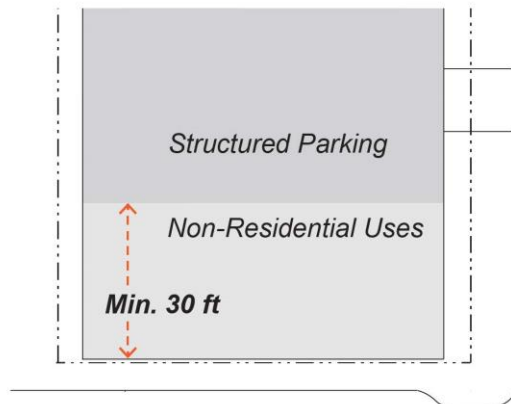 Structured Parking
Non-Residential Uses
Min. 30 ft